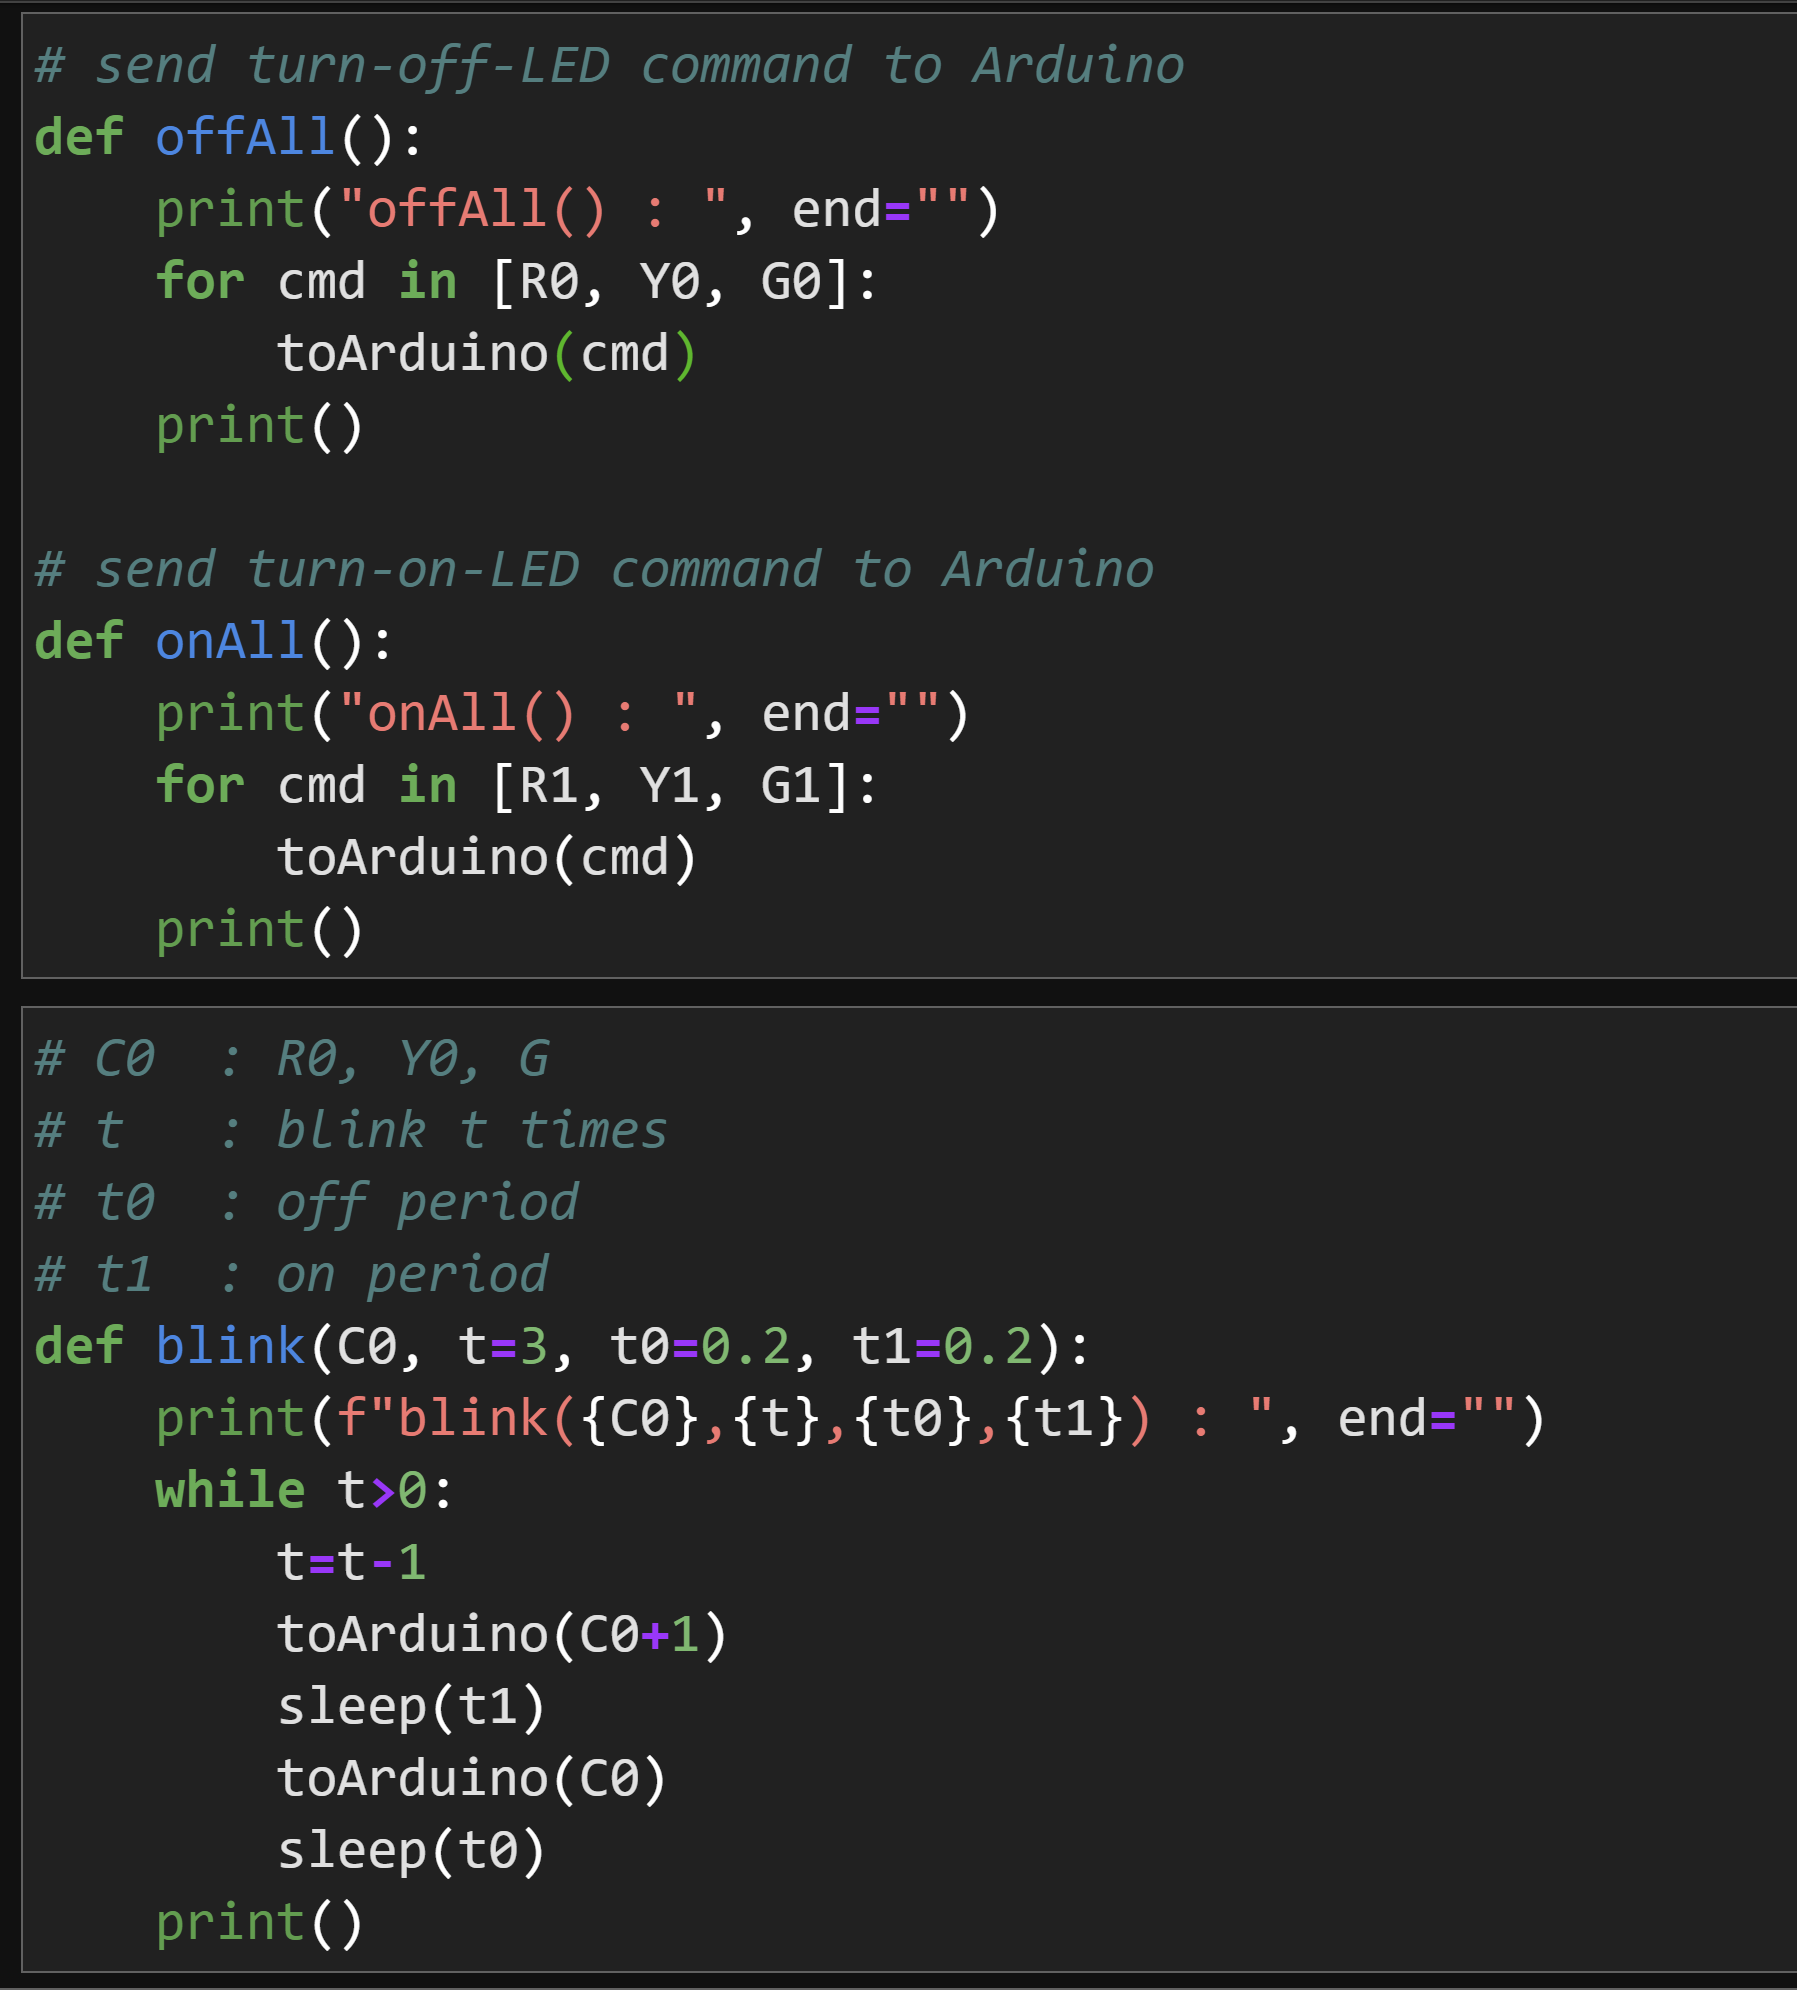 # send turn-off-LED command to Arduino
def offAll():
    print("offAll() : ", end="")
    for cmd in [R0, Y0, G0]:
        toArduino(cmd)
    print()

# send turn-on-LED command to Arduino
def onAll():
    print("onAll() : ", end="")
    for cmd in [R1, Y1, G1]:
        toArduino(cmd)
    print()

# C0  : R0, Y0, G
# t   : blink t times
# t0  : off period
# t1  : on period
def blink(C0, t=3, t0=0.2, t1=0.2):
    print(f"blink({C0},{t},{t0},{t1}) : ", end="")
    while t>0:
        t=t-1
        toArduino(C0+1)
        sleep(t1)
        toArduino(C0)
        sleep(t0)
    print()